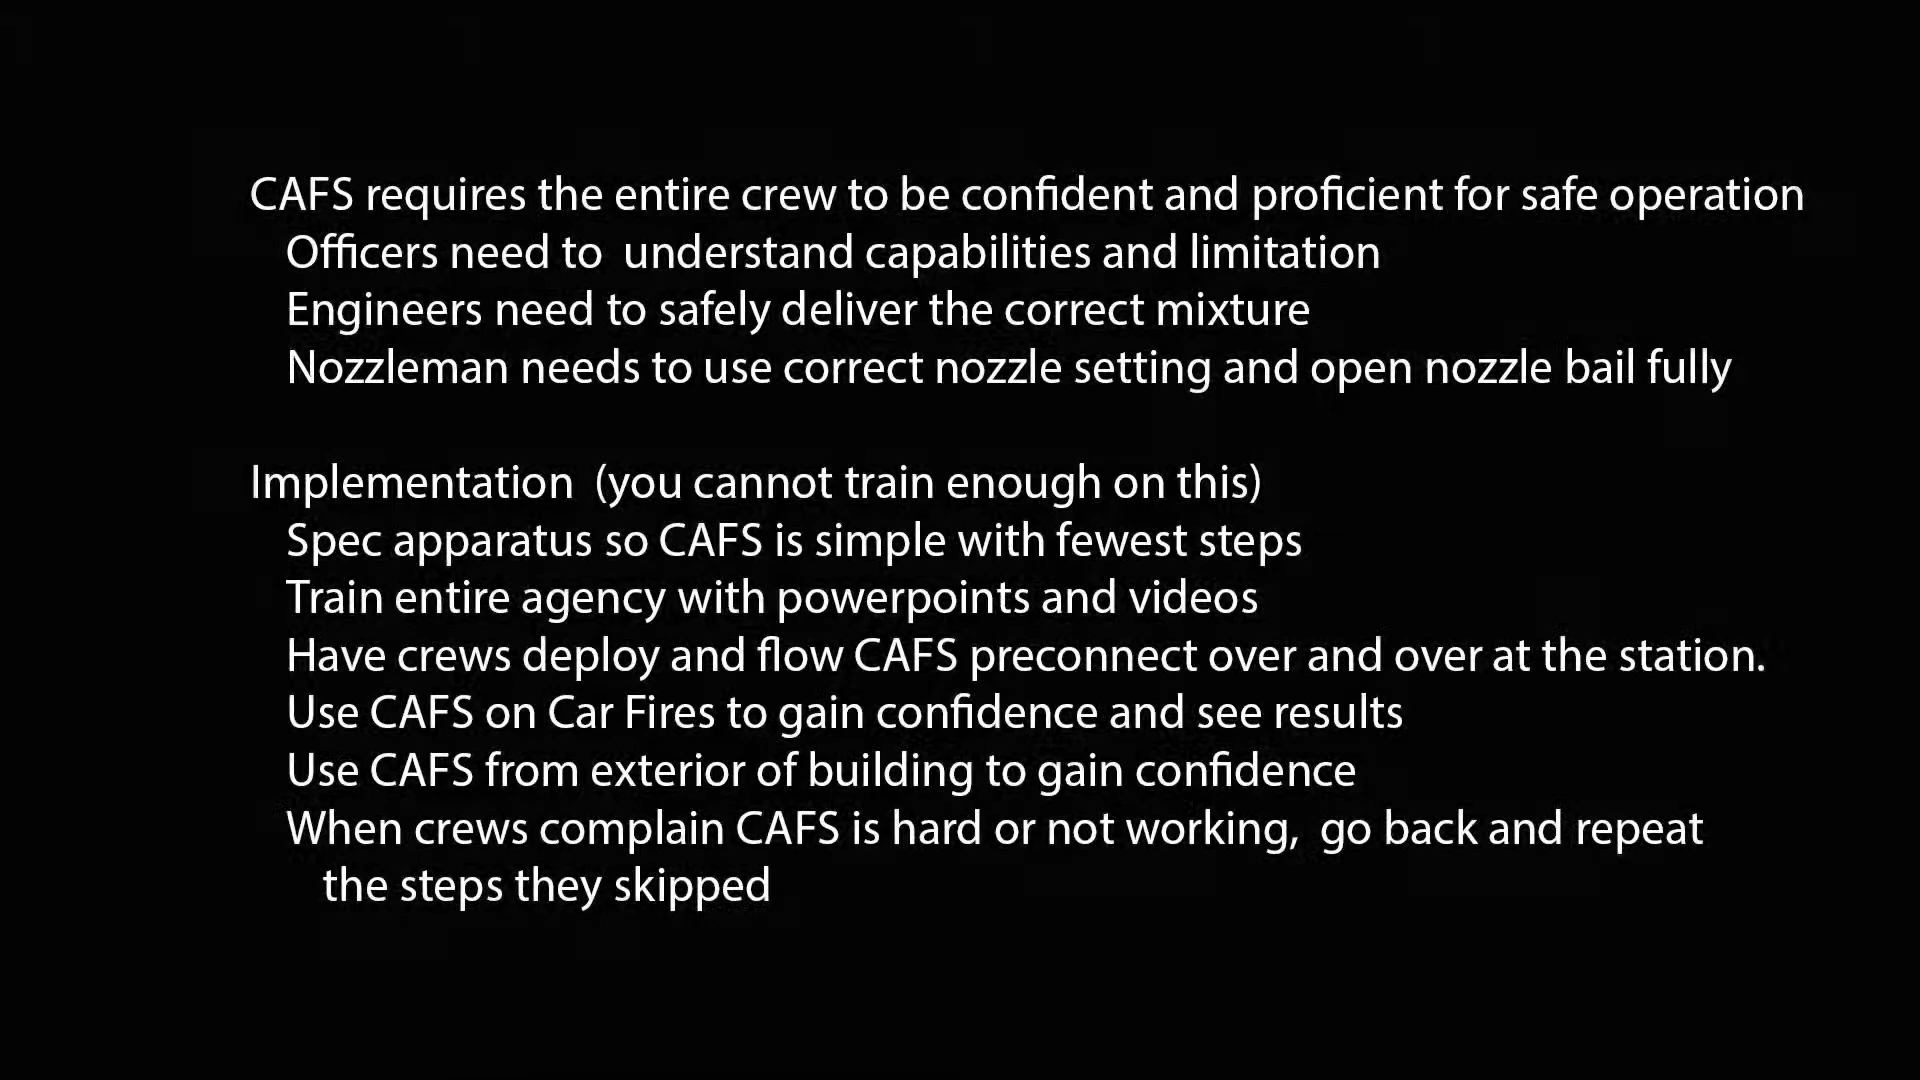 CAFS requires the entire crew to be confident and proficient for safe operation
Officers need to  understand capabilities and limitation
Engineers need to safely deliver the correct mixture
Nozzleman needs to use correct nozzle setting and open nozzle bail fully
Implementation  (you cannot train enough on this)
Spec apparatus so CAFS is simple with fewest steps
Train entire agency with powerpoints and videos
Have crews deploy and flow CAFS preconnect over and over at the station.
Use CAFS on Car Fires to gain confidence and see results
Use CAFS from exterior of building to gain confidence
When crews complain CAFS is hard or not working,  go back and repeat
the steps they skipped